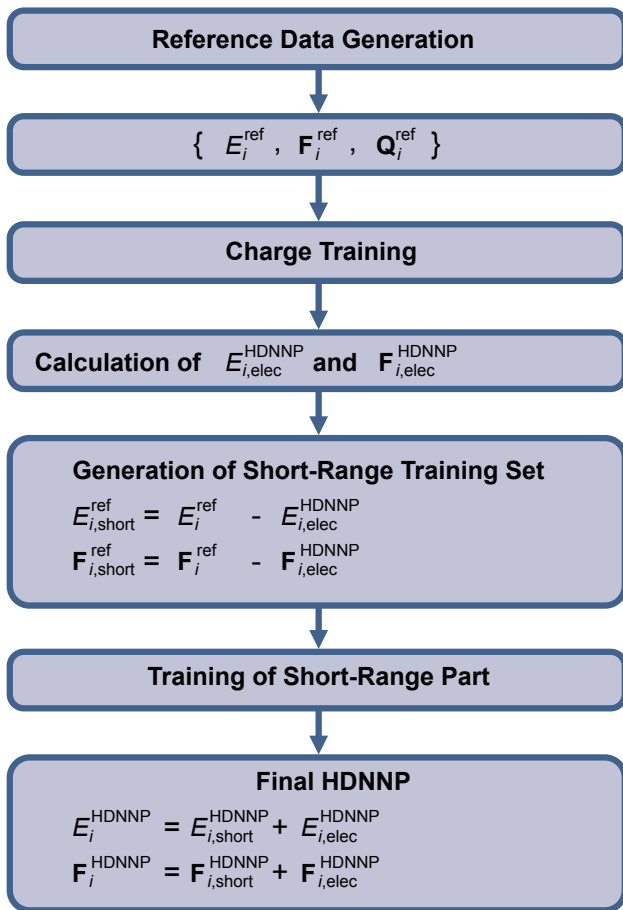 Reference Data Generation
{ E_i^ref , F_i^ref , Q_i^ref }
Charge Training
Calculation of E_i,elec^HDNNP and F_i,elec^HDNNP
Generation of Short-Range Training Set
E_i,short^ref = E_i^ref - E_i,elec^HDNNP
F_i,short^ref = F_i^ref - F_i,elec^HDNNP
Training of Short-Range Part
Final HDNNP
E_i^HDNNP = E_i,short^HDNNP + E_i,elec^HDNNP
F_i^HDNNP = F_i,short^HDNNP + F_i,elec^HDNNP